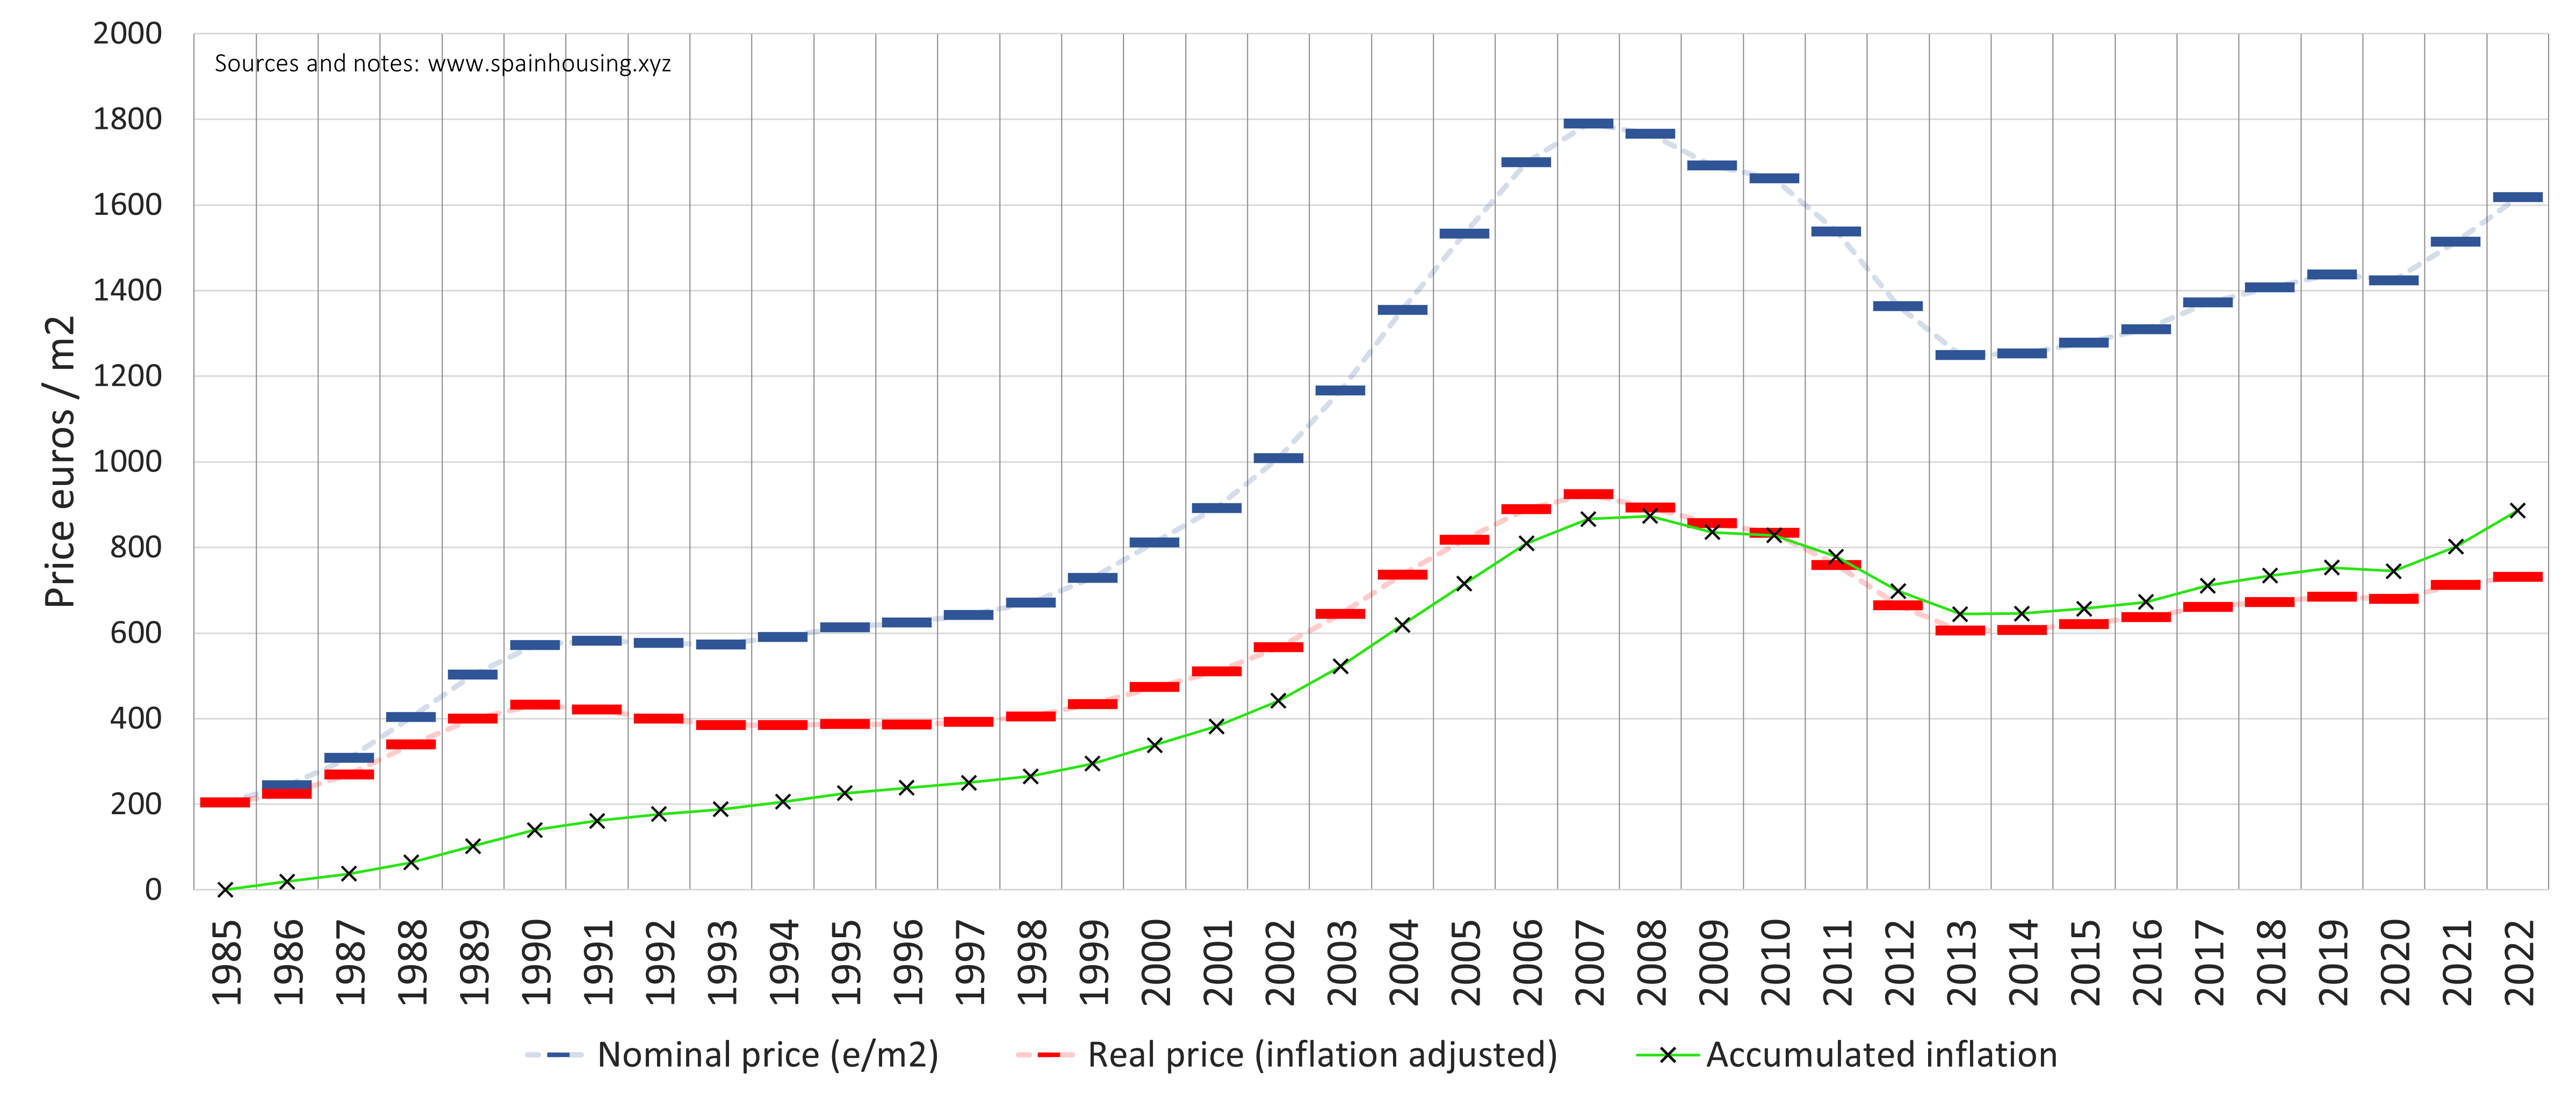 2000
Sources and notes: www.spainhousing.xyz
1800
1600
1400
1200
1000
800
600
400
200
0
Price euros / m2
1985 1986 1987 1988 1989 1990 1991 1992 1993 1994 1995 1996 1997 1998 1999 2000 2001 2002 2003 2004 2005 2006 2007 2008 2009 2010 2011 2012 2013 2014 2015 2016 2017 2018 2019 2020 2021 2022
Nominal price (e/m2) Real price (inflation adjusted) Accumulated inflation